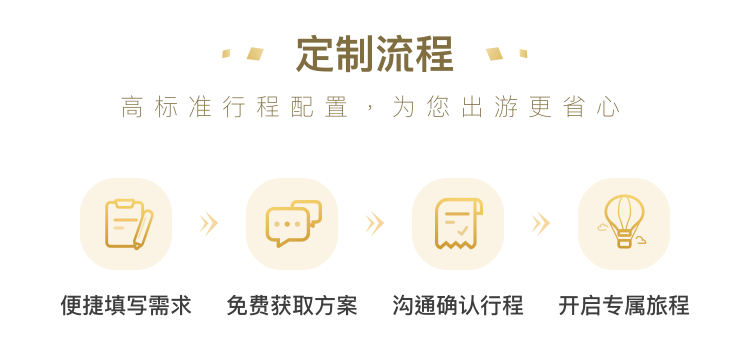 定制流程
高标准行程配置，为您出游更省心
便捷填写需求
免费获取方案
沟通确认行程
开启专属旅程